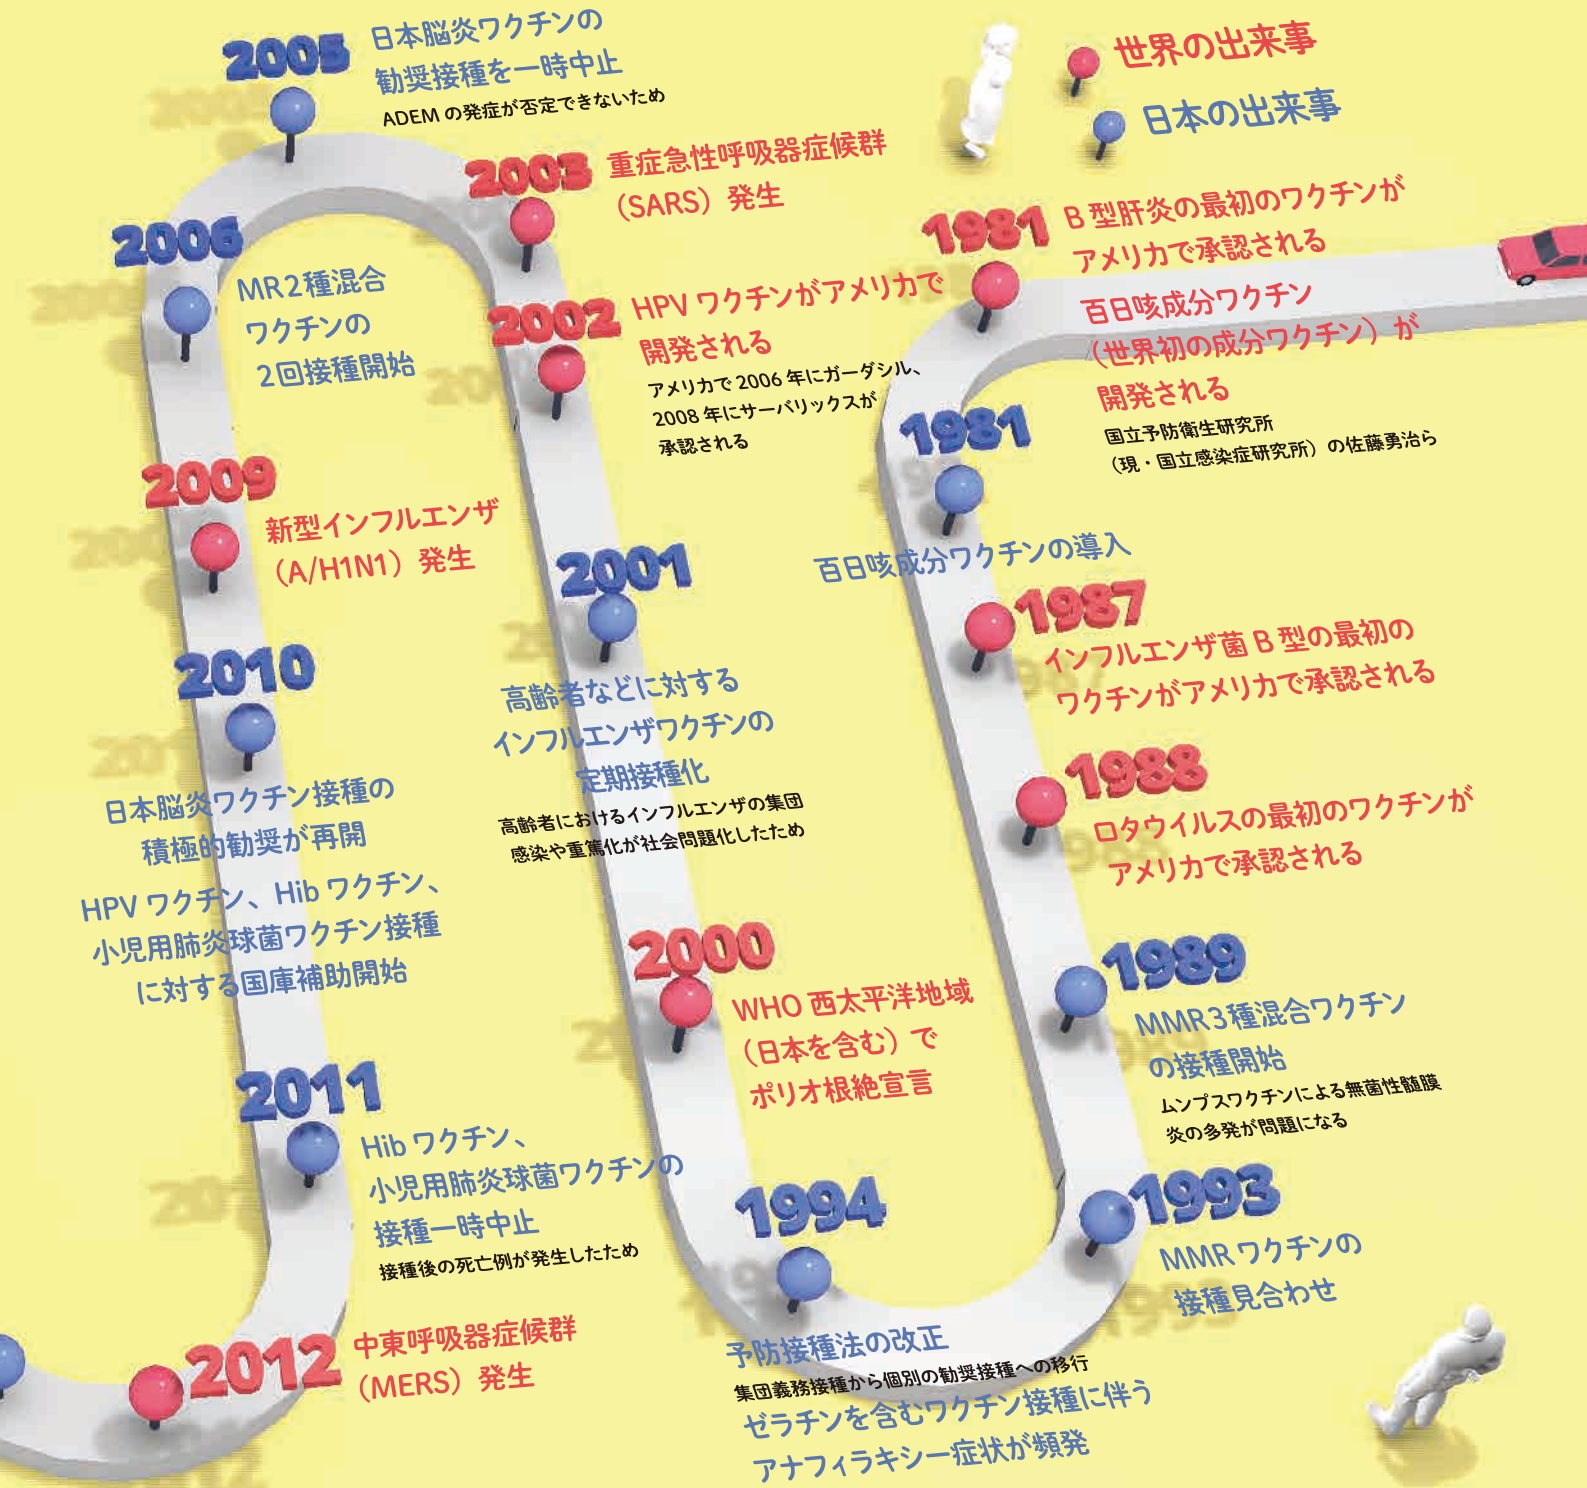 世界の出来事
日本の出来事
1981
B 型肝炎の最初のワクチンが
アメリカで承認される
百日咳成分ワクチン
（世界初の成分ワクチン）が
開発される
国立予防衛生研究所
（現・国立感染症研究所）の佐藤勇治ら
1981
百日咳成分ワクチンの導入
1987
インフルエンザ菌 B 型の最初の
ワクチンがアメリカで承認される
1988
ロタウイルスの最初のワクチンが
アメリカで承認される
1989
MMR3種混合ワクチン
の接種開始
ムンプスワクチンによる無菌性髄膜
炎の多発が問題になる
1993
MMRワクチンの
接種見合わせ
1994
予防接種法の改正
集団義務接種から個別の勧奨接種への移行
ゼラチンを含むワクチン接種に伴う
アナフィラキシー症状が頻発
2000
WHO 西太平洋地域
（日本を含む）で
ポリオ根絶宣言
2001
高齢者などに対する
インフルエンザワクチンの
定期接種化
高齢者におけるインフルエンザの集団
感染や重篤化が社会問題化したため
2002
HPV ワクチンがアメリカで
開発される
アメリカで 2006 年にガーダシル、
2008 年にサーバリックスが
承認される
2003
重症急性呼吸器症候群
（SARS）発生
2005
日本脳炎ワクチンの
勧奨接種を一時中止
ADEM の発症が否定できないため
2006
MR2種混合
ワクチンの
2回接種開始
2009
新型インフルエンザ
（A/H1N1）発生
2010
日本脳炎ワクチン接種の
積極的勧奨が再開
HPV ワクチン、Hib ワクチン、
小児用肺炎球菌ワクチン接種
に対する国庫補助開始
2011
Hib ワクチン、
小児用肺炎球菌ワクチンの
接種一時中止
接種後の死亡例が発生したため
2012
中東呼吸器症候群
（MERS）発生